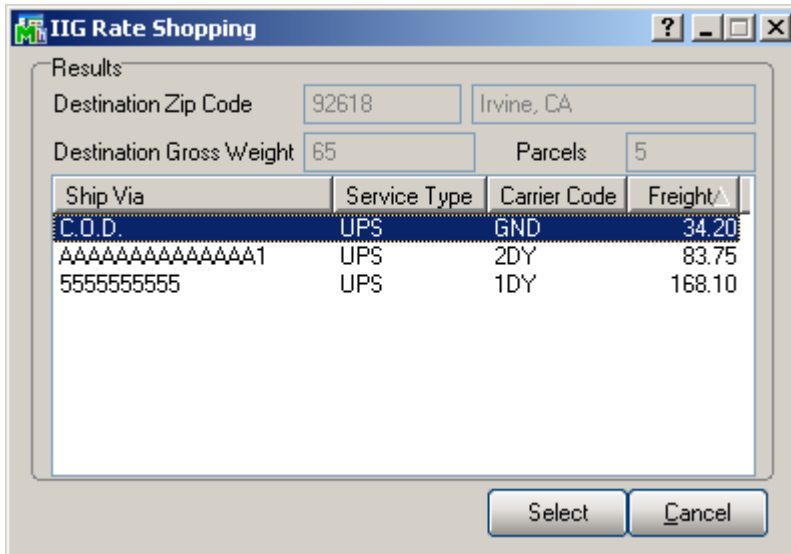 IIG Rate Shopping
Results
Destination Zip Code 92618 Irvine, CA
Destination Gross Weight 65 Parcels 5
Ship Via Service Type Carrier Code Freight
C.O.D. UPS GND 34.20
AAAAAAAAAAAAAA1 UPS 2DY 83.75
5555555555 UPS 1DY 168.10
Select Cancel